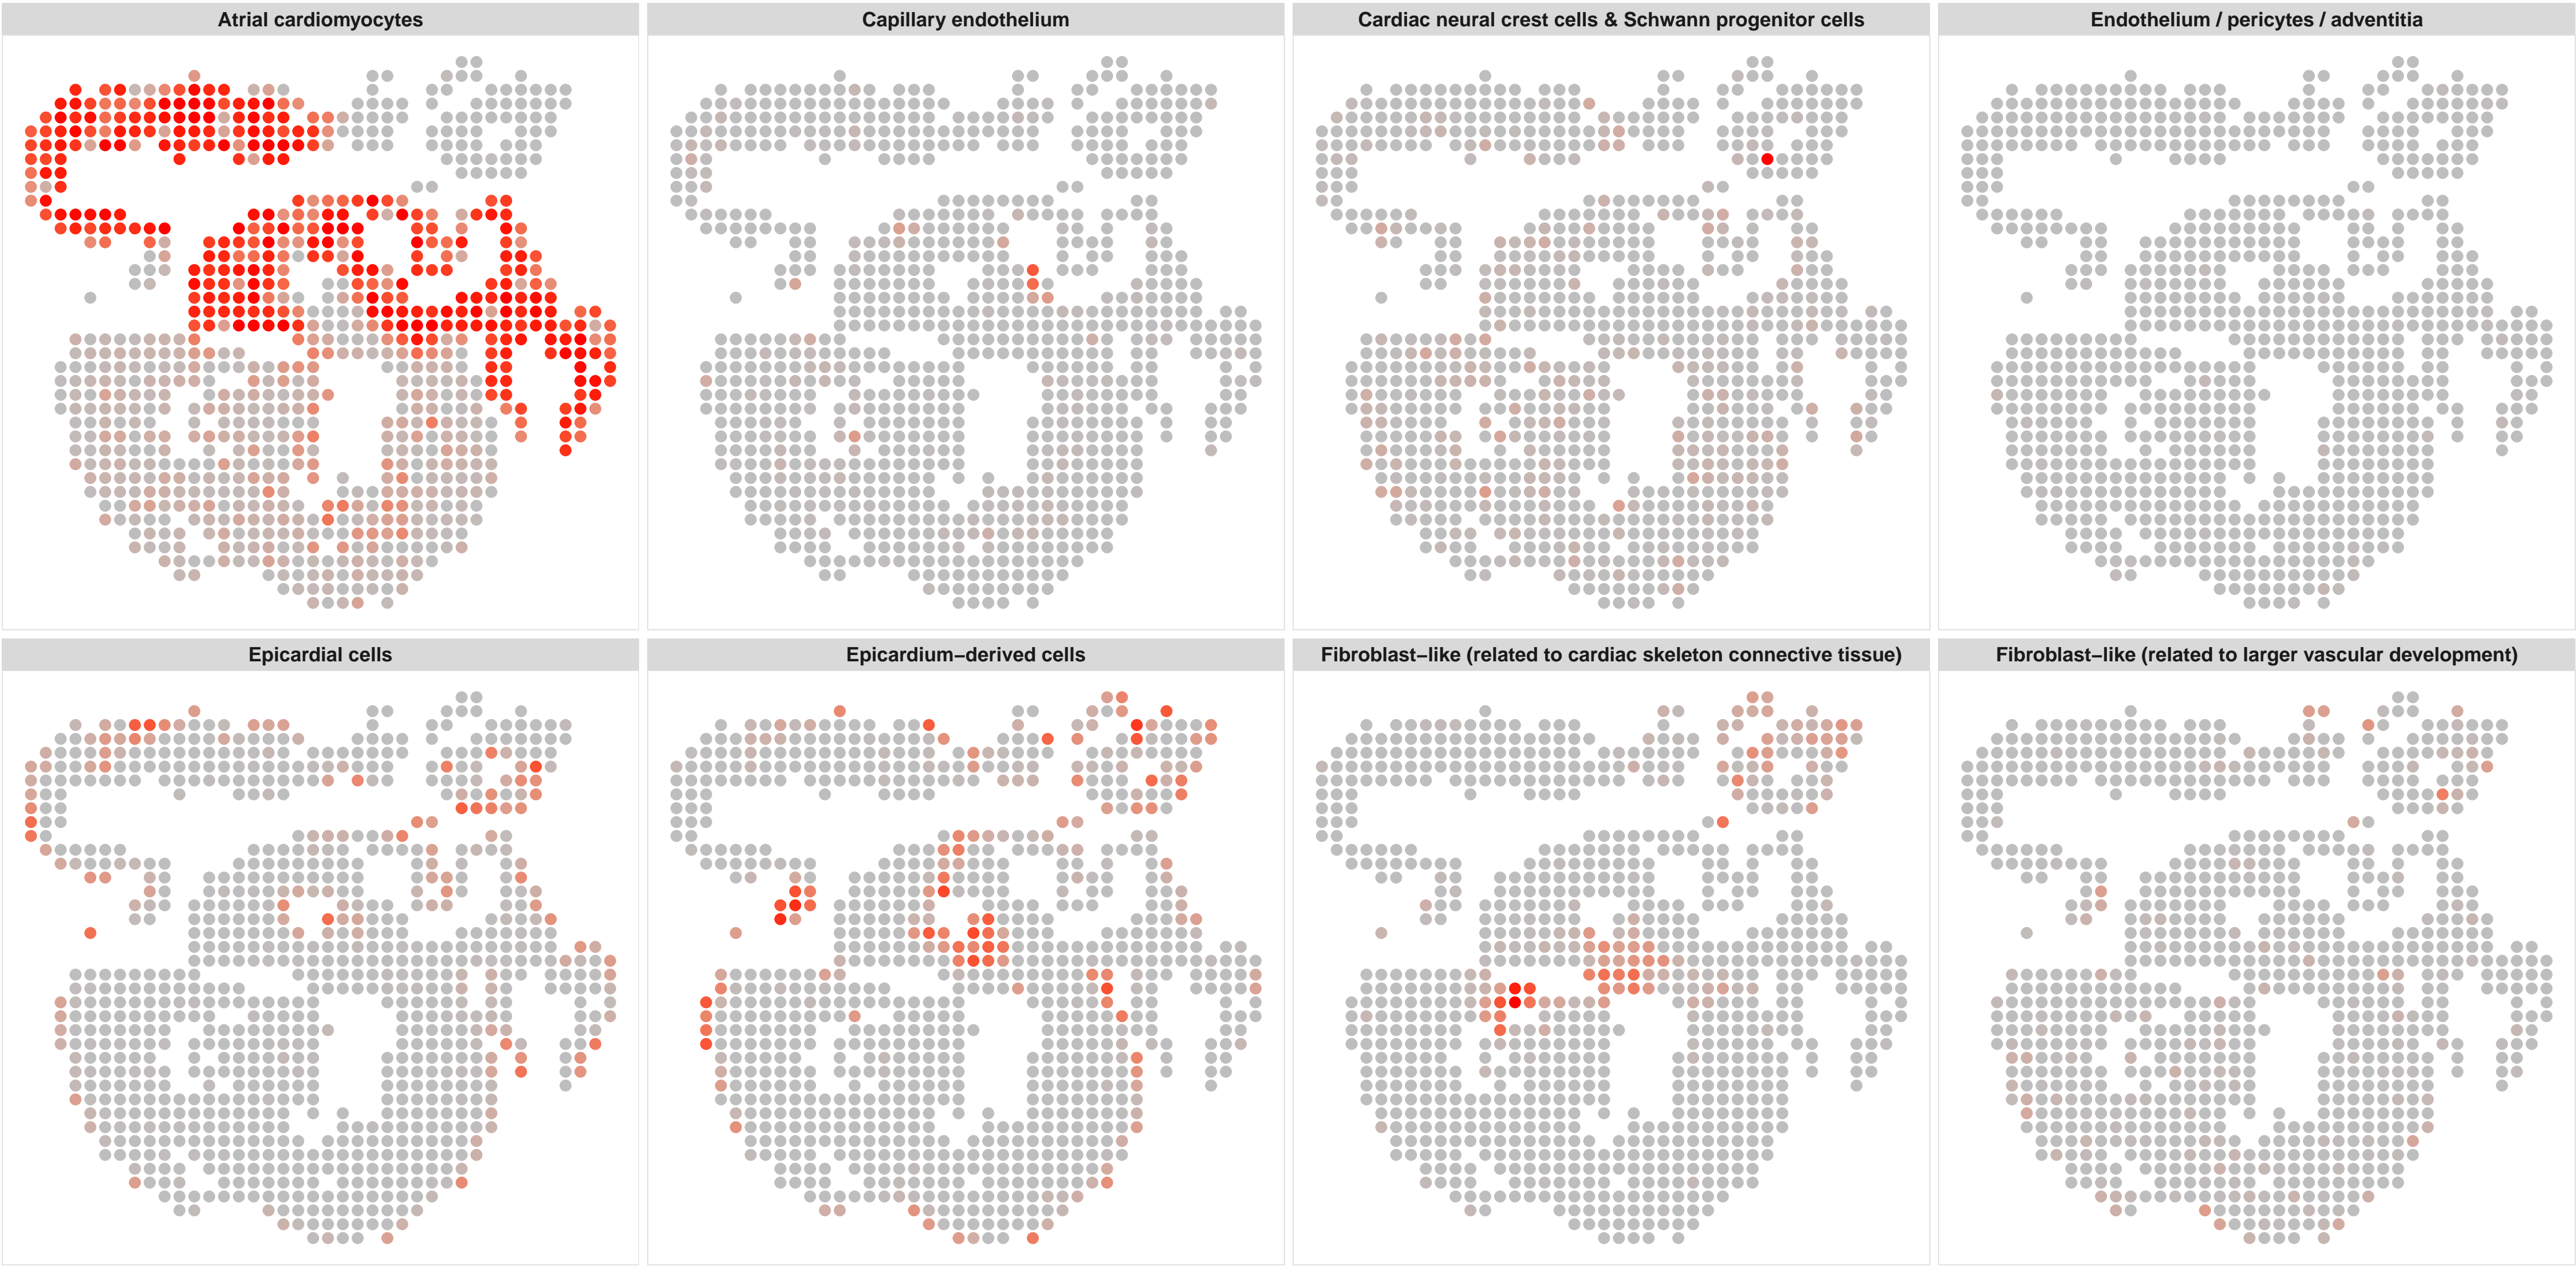 Atrial cardiomyocytes
Capillary endothelium
Cardiac neural crest cells & Schwann progenitor cells
Endothelium / pericytes / adventitia
Epicardial cells
Epicardium−derived cells
Fibroblast−like (related to cardiac skeleton connective tissue)
Fibroblast−like (related to larger vascular development)